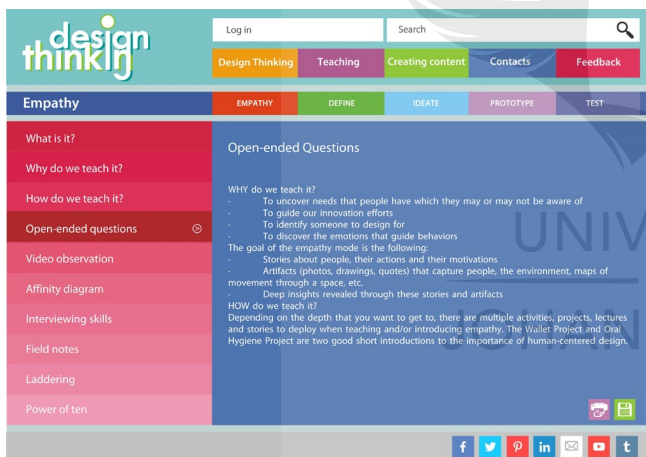 design
thinkin
Log in
Search
Design Thinking
Teaching
Creating content
Contacts
Feedback
Empathy
EMPATHY
DEFINE
IDEATE
PROTOTYPE
TEST
What is it?
Why do we teach it?
How do we teach it?
Open-ended questions
Video observation
Affinity diagram
Interviewing skills
Field notes
Laddering
Power of ten
Open-ended Questions
WHY do we teach it?
· To uncover needs that people have which they may or may not be aware of
· To guide our innovation efforts
· To identify someone to design for
· To discover the emotions that guide behaviors
The goal of the empathy mode is the following:
· Stories about people, their actions and their motivations
· Artifacts (photos, drawings, quotes) that capture people, the environment, maps of
movement through a space, etc.
· Deep insights revealed through these stories and artifacts
HOW do we teach it?
Depending on the depth that you want to get to, there are multiple activities, projects, lectures
and stories to deploy when teaching and/or introducing empathy. The Wallet Project and Oral
Hygiene Project are two good short introductions to the importance of human-centered design.
UNIV
JOHAN